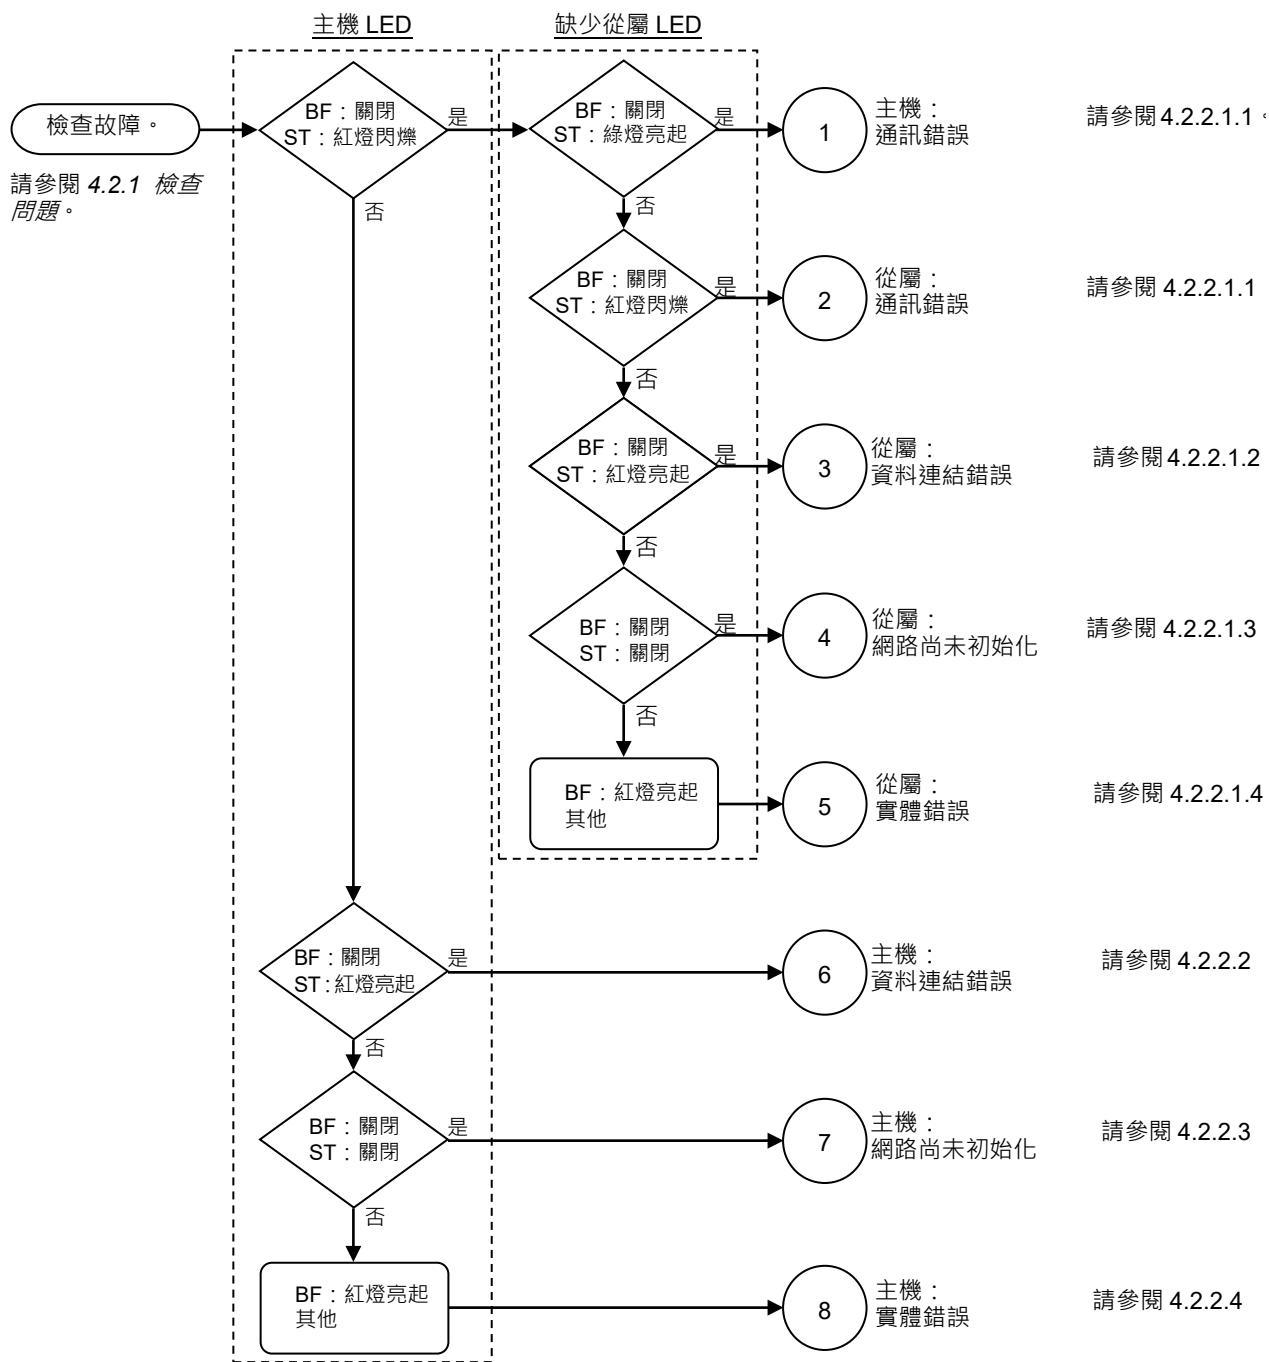 主機 LED
缺少從屬 LED
檢查故障。
請參閱 4.2.1 檢查
問題。
BF：關閉
ST：紅燈閃爍
是
否
BF：關閉
ST：綠燈亮起
是
否
1
主機：
通訊錯誤
請參閱 4.2.2.1.1。
BF：關閉
ST：紅燈閃爍
是
否
2
從屬：
通訊錯誤
請參閱 4.2.2.1.1
BF：關閉
ST：紅燈亮起
是
否
3
從屬：
資料連結錯誤
請參閱 4.2.2.1.2
BF：關閉
ST：關閉
是
否
4
從屬：
網路尚未初始化
請參閱 4.2.2.1.3
BF：紅燈亮起
其他
5
從屬：
實體錯誤
請參閱 4.2.2.1.4
BF：關閉
ST：紅燈亮起
是
否
6
主機：
資料連結錯誤
請參閱 4.2.2.2
BF：關閉
ST：關閉
是
否
7
主機：
網路尚未初始化
請參閱 4.2.2.3
BF：紅燈亮起
其他
8
主機：
實體錯誤
請參閱 4.2.2.4